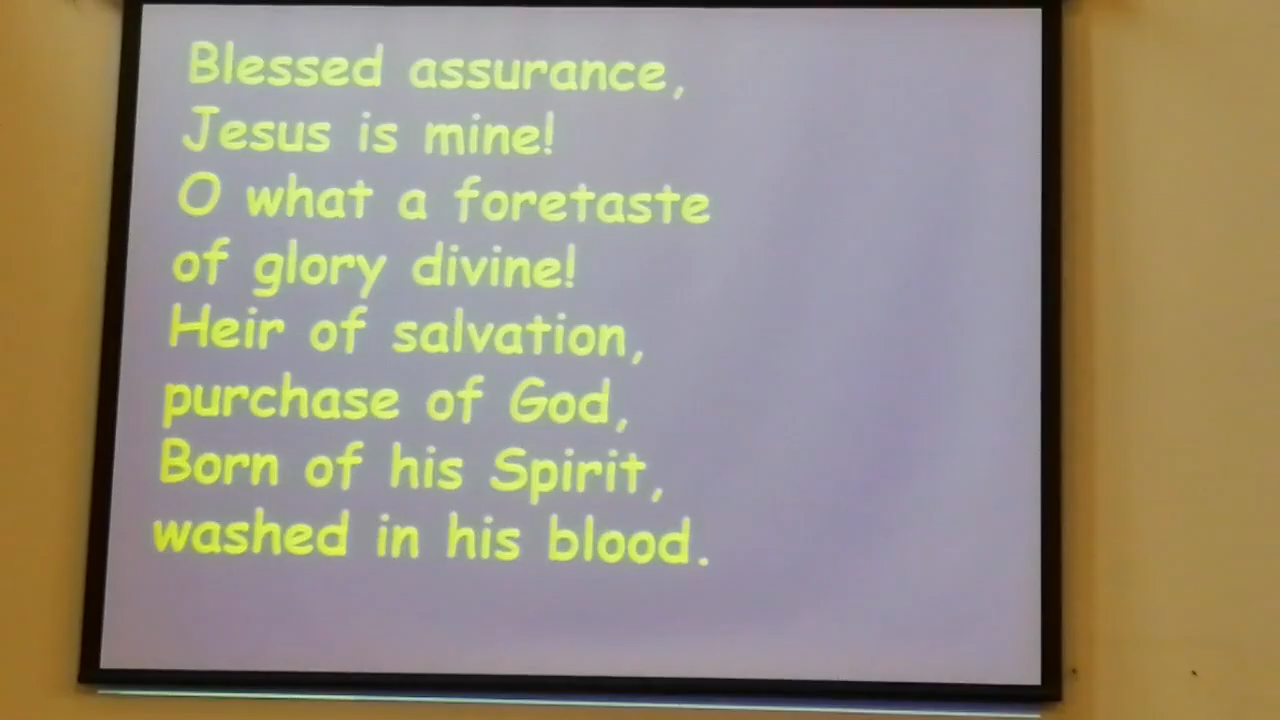 Blessed assurance,
Jesus is mine!
O what a foretaste
of glory divine!
Heir of salvation,
purchase of God,
Born of his Spirit,
washed in his blood.